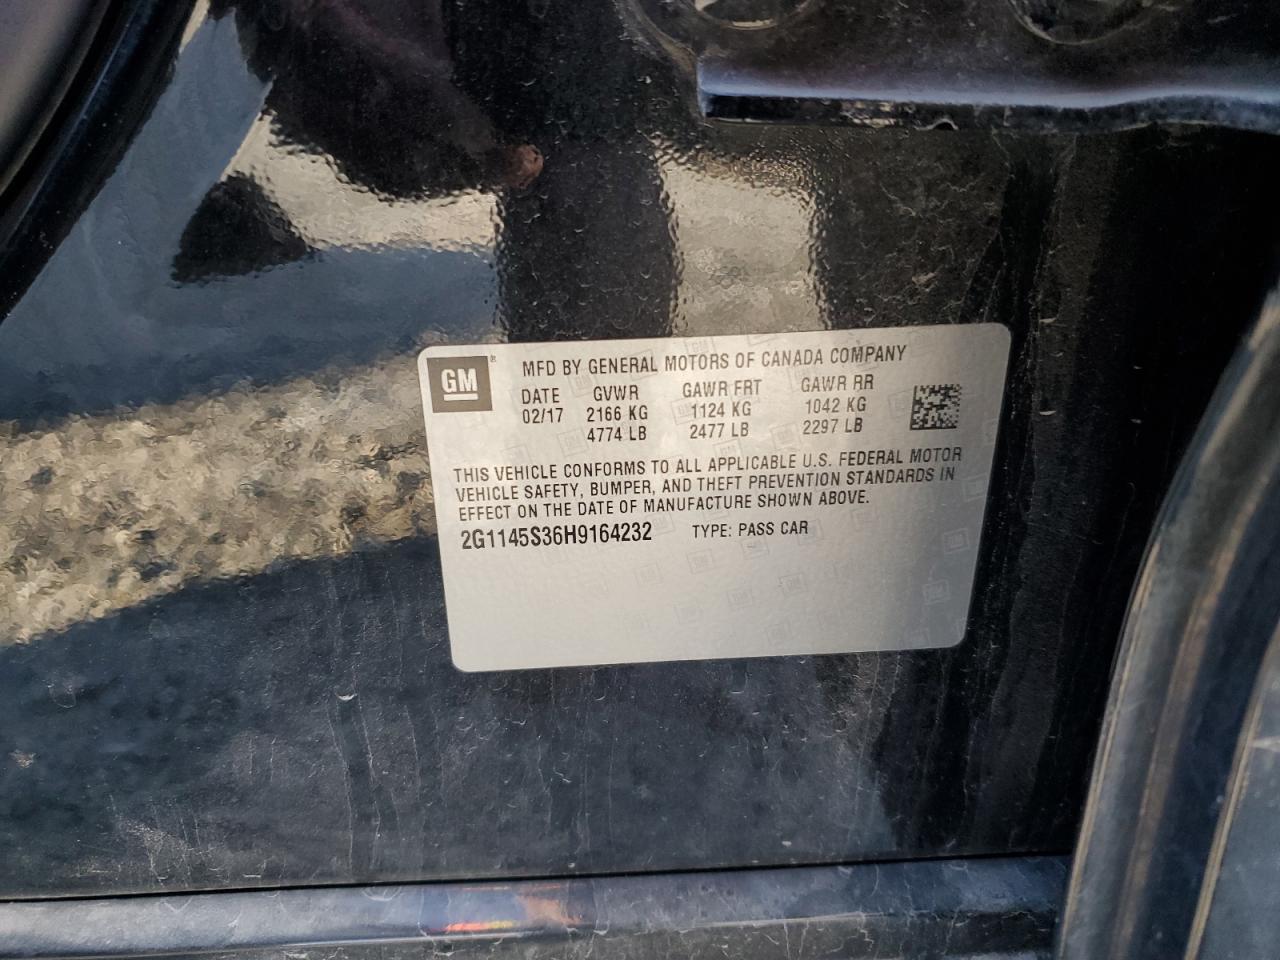 GM ® MFD BY GENERAL MOTORS OF CANADA COMPANY
DATE GVWR GAWR FRT GAWR RR
02/17 2166 KG 1124 KG 1042 KG
4774 LB 2477 LB 2297 LB
THIS VEHICLE CONFORMS TO ALL APPLICABLE U.S. FEDERAL MOTOR
VEHICLE SAFETY, BUMPER, AND THEFT PREVENTION STANDARDS IN
EFFECT ON THE DATE OF MANUFACTURE SHOWN ABOVE.
2G1145S36H9164232 TYPE: PASS CAR